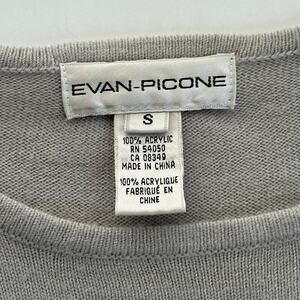 EVAN-PICONE
S
100% ACRYLIC
RN 54050
CA 08349
MADE IN CHINA
100% ACRYLIQUE
FABRIQUÉ EN
CHINE